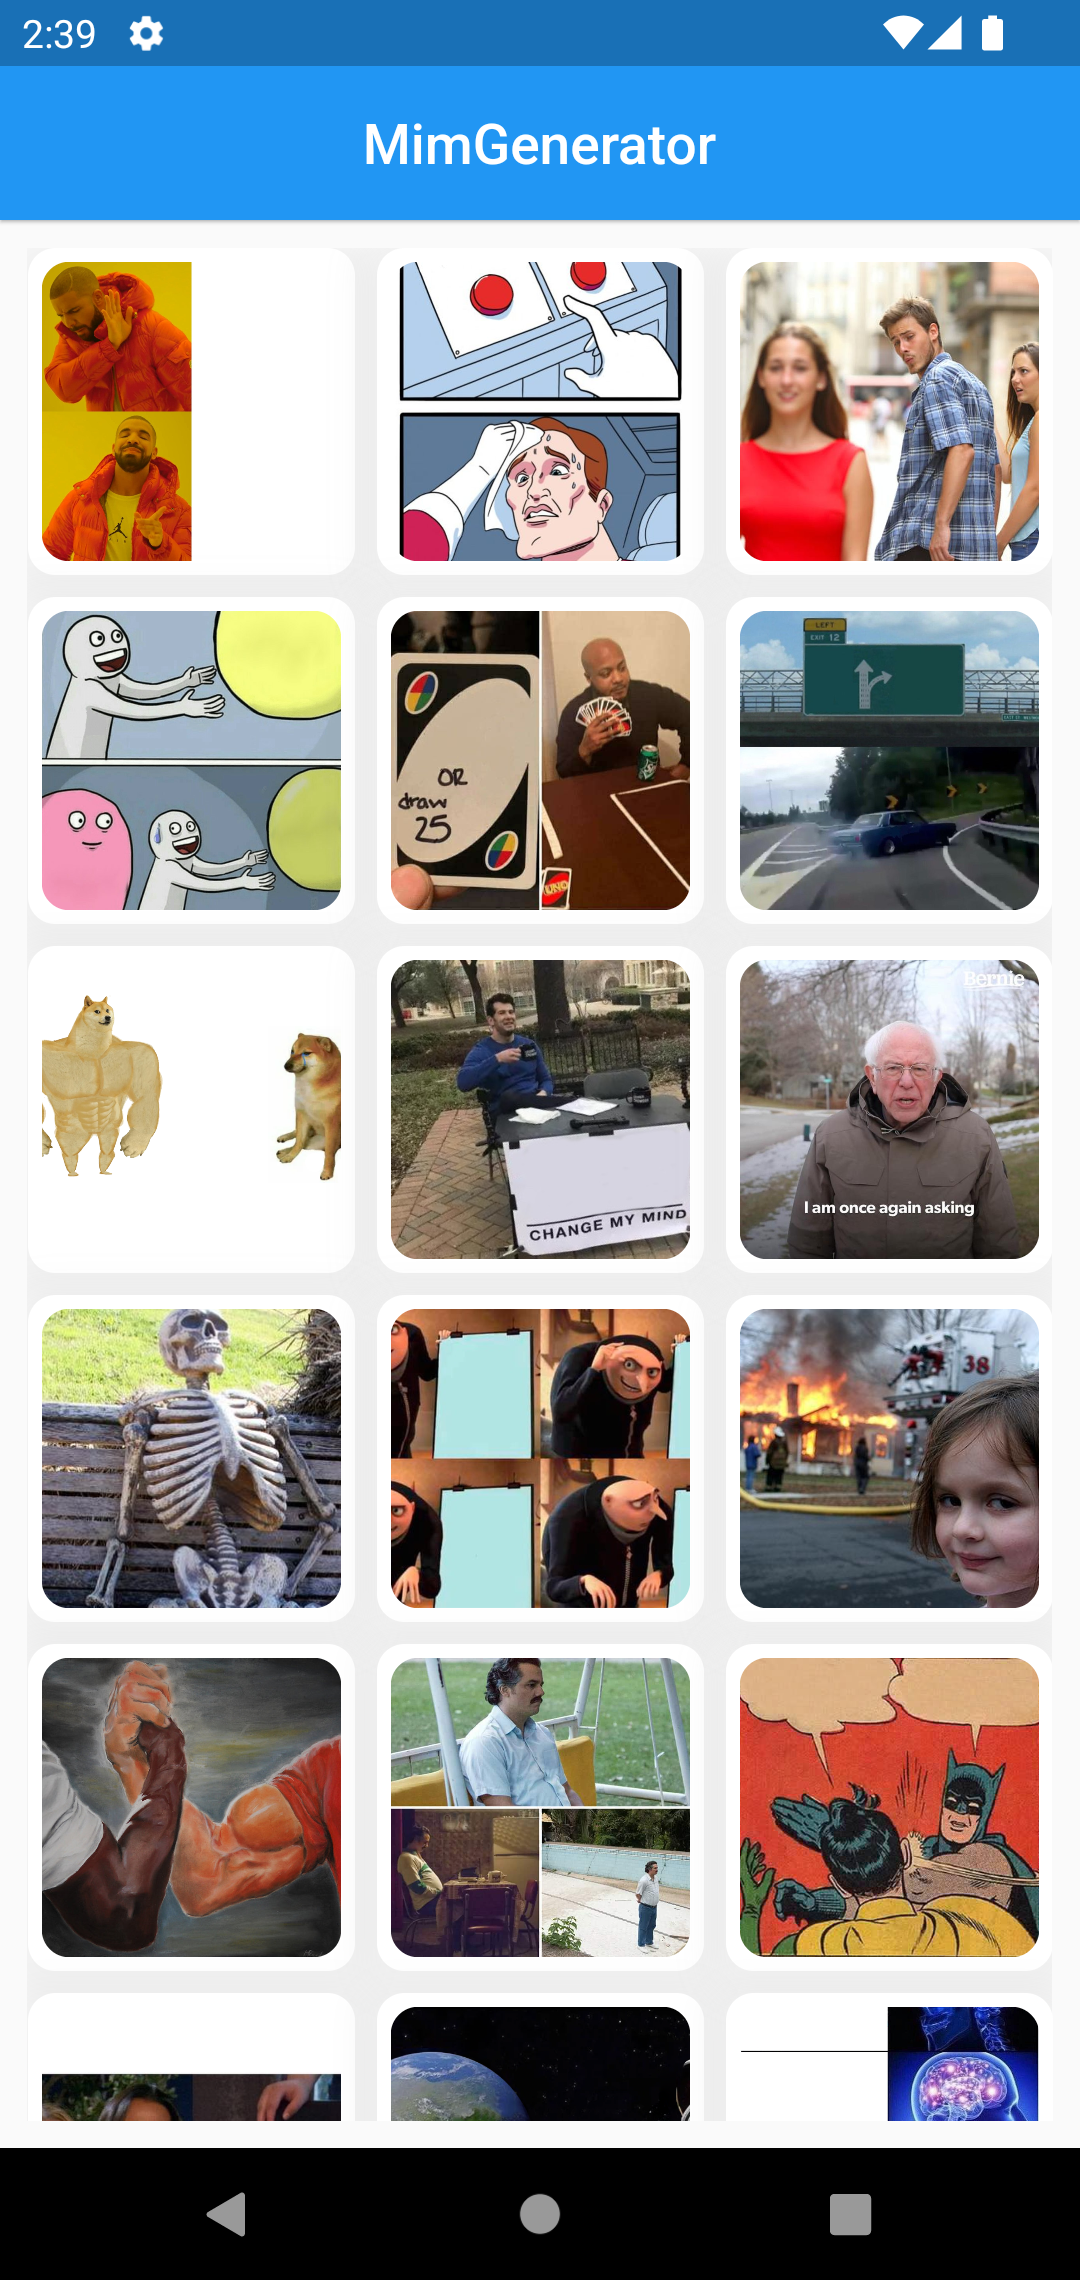 2:39
MimGenerator
LEFT
EXIT 12
OR
draw
25
UNO
Bernie
CHANGE MY MIND
I am once again asking
38